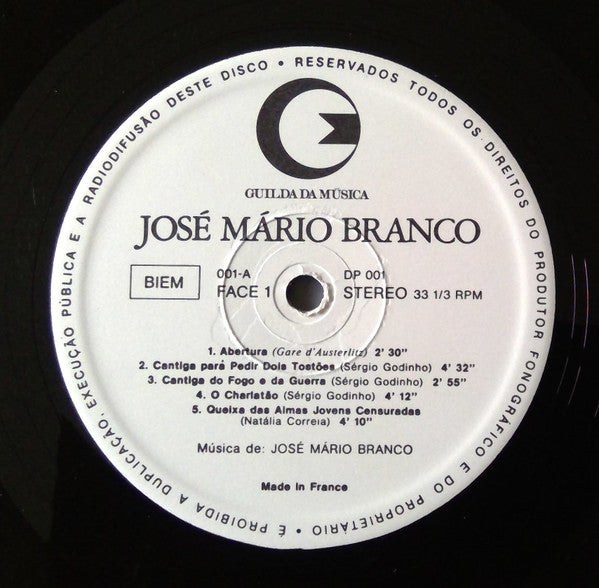 • RESERVADOS TODOS OS DIREITOS DO PRODUTOR FONOGRÁFICO E DO PROPRIETÁRIO • É PROIBIDA A DUPLICAÇÃO, EXECUÇÃO PÚBLICA E A RADIODIFUSÃO DESTE DISCO
GUILDA DA MÚSICA
JOSÉ MÁRIO BRANCO
BIEM
001-A
FACE 1
DP 001
STEREO 33 1/3 RPM
1. Abertura (Gare d'Austerlitz) 2' 30"
2. Cantiga para Pedir Dois Tostões (Sérgio Godinho) 4' 32"
3. Cantiga do Fogo e da Guerra (Sérgio Godinho) 2' 55"
4. O Charlatão (Sérgio Godinho) 4' 12"
5. Queixa das Almas Jovens Censuradas
(Natália Correia) 4' 10"
Música de: JOSÉ MÁRIO BRANCO
Made in France